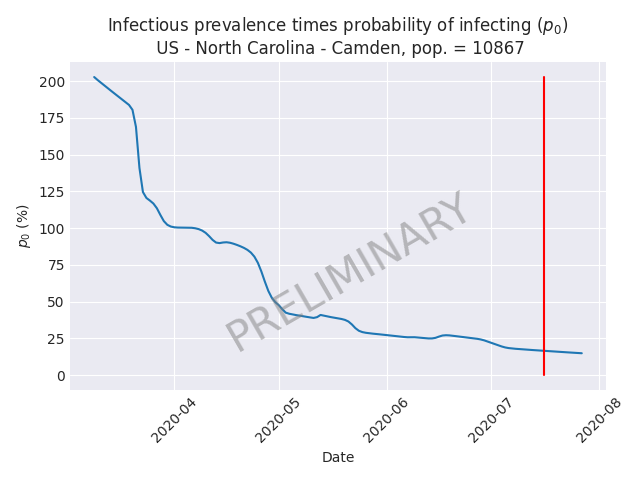 Infectious prevalence times probability of infecting (p0)
US - North Carolina - Camden, pop. = 10867
200
175
150
125
100
75
50
25
0
p0 (%)
PRELIMINARY
2020-04
2020-05
2020-06
2020-07
2020-08
Date